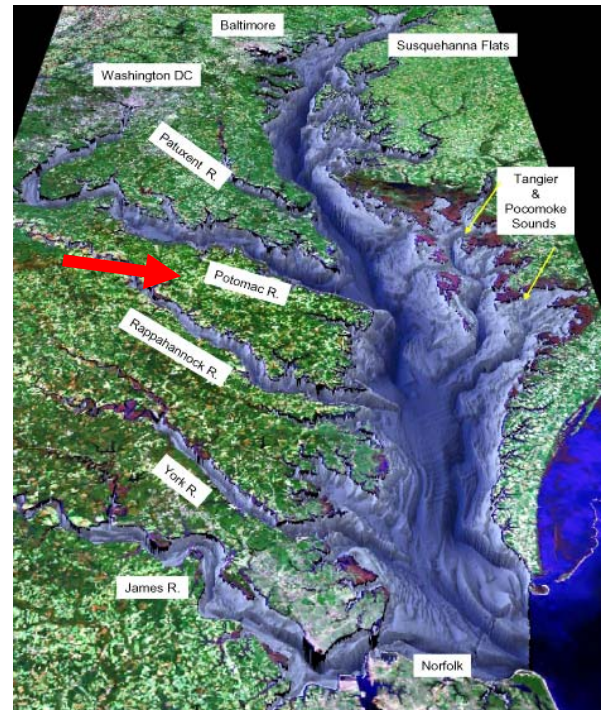 Baltimore
Susquehanna Flats
Washington DC
Patuxent R.
Tangier
&
Pocomoke
Sounds
Potomac R.
Rappahannock R.
York R.
James R.
Norfolk